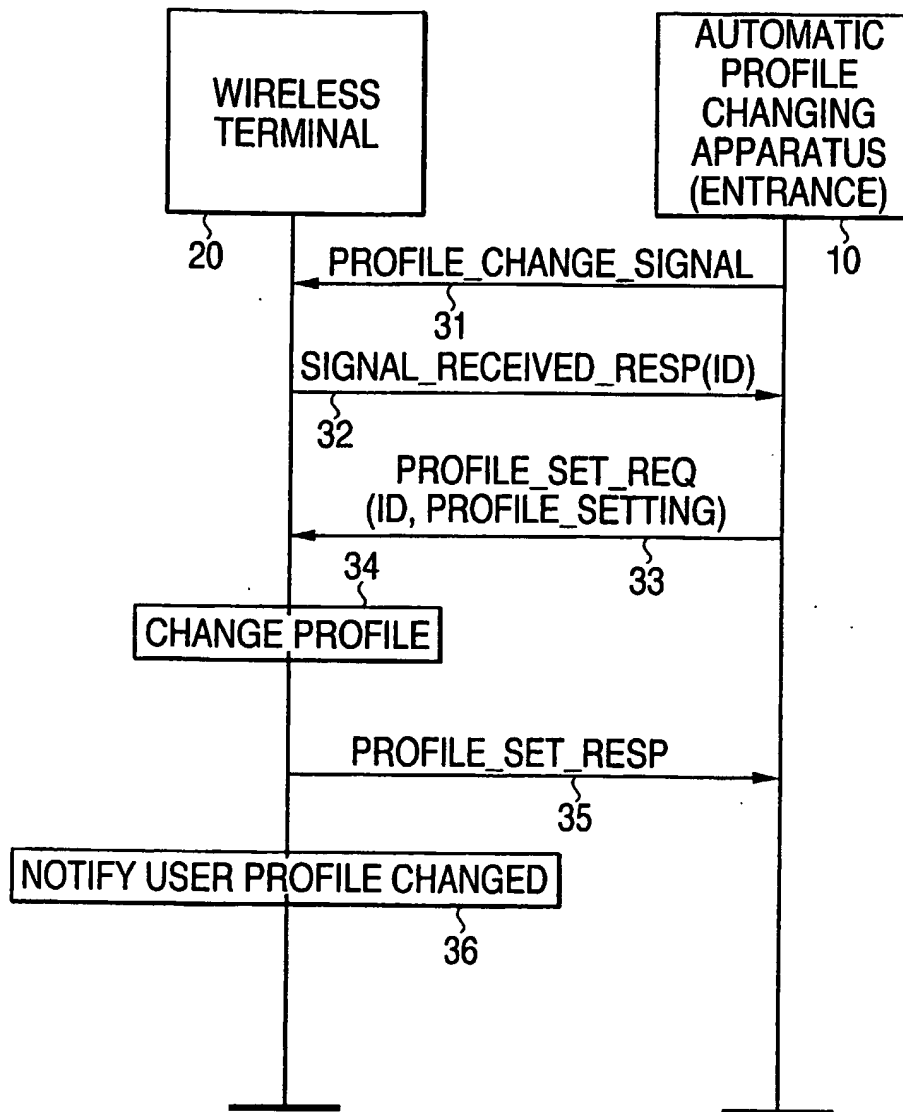 WIRELESS
TERMINAL
AUTOMATIC
PROFILE
CHANGING
APPARATUS
(ENTRANCE)
20
10
PROFILE_CHANGE_SIGNAL
31
SIGNAL_RECEIVED_RESP(ID)
32
PROFILE_SET_REQ
(ID, PROFILE_SETTING)
33
34
CHANGE PROFILE
PROFILE_SET_RESP
35
NOTIFY USER PROFILE CHANGED
36